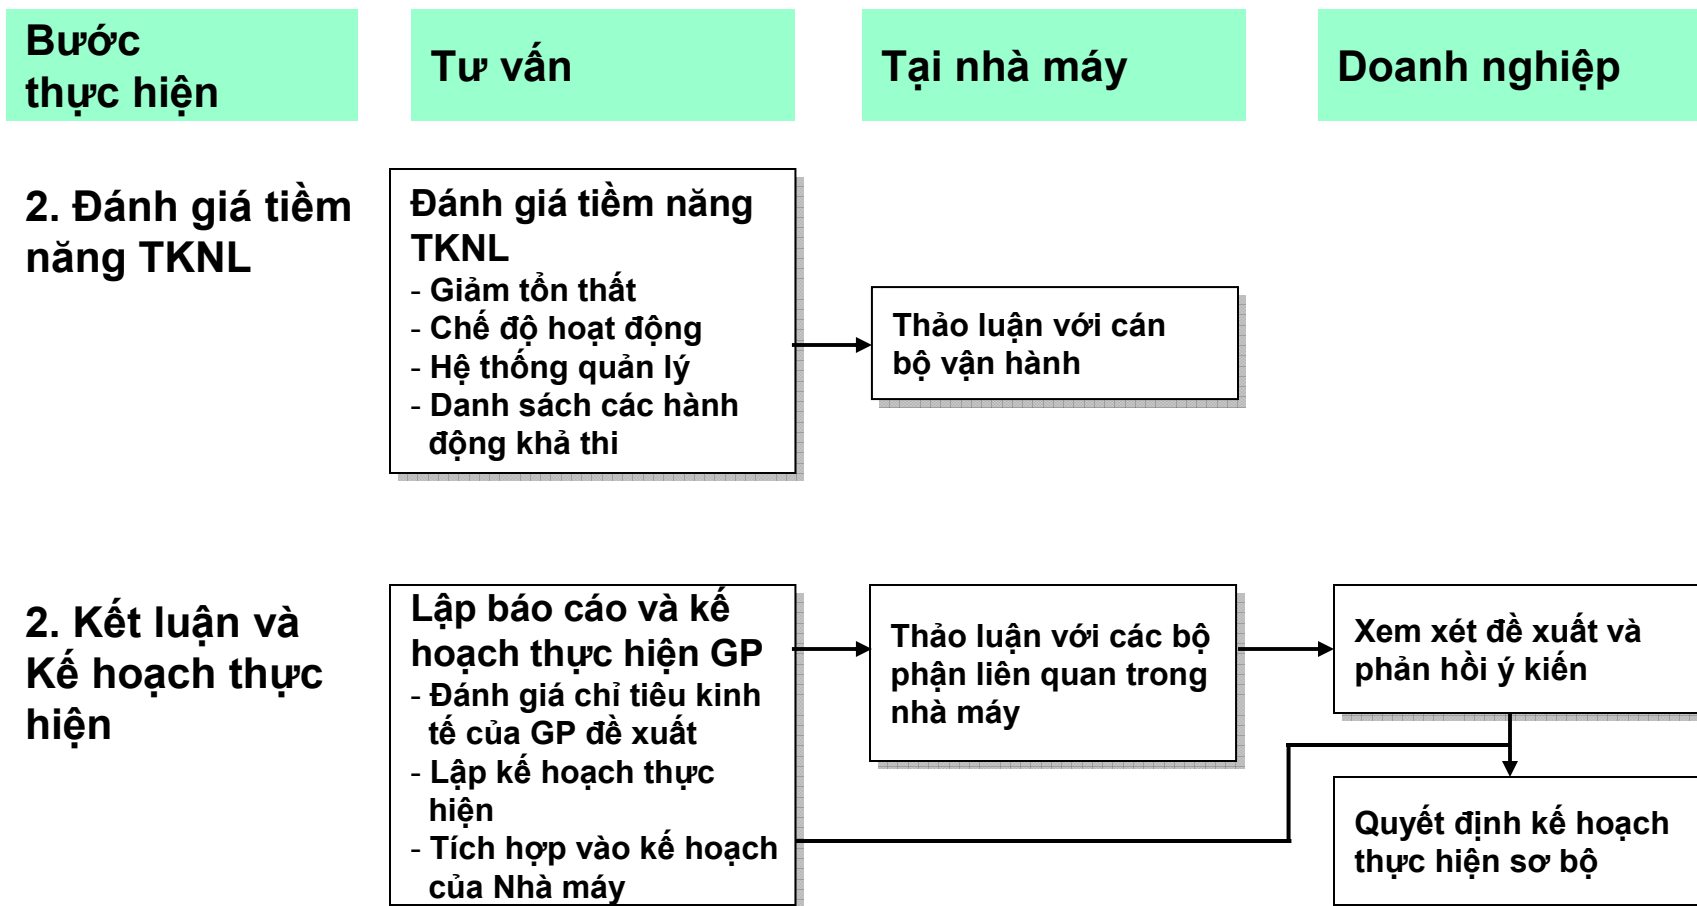 Bước
thực hiện
Tư vấn
Tại nhà máy
Doanh nghiệp
2. Đánh giá tiềm
năng TKNL
Đánh giá tiềm năng
TKNL
- Giảm tổn thất
- Chế độ hoạt động
- Hệ thống quản lý
- Danh sách các hành
động khả thi
Thảo luận với cán
bộ vận hành
2. Kết luận và
Kế hoạch thực
hiện
Lập báo cáo và kế
hoạch thực hiện GP
- Đánh giá chỉ tiêu kinh
tế của GP đề xuất
- Lập kế hoạch thực
hiện
- Tích hợp vào kế hoạch
của Nhà máy
Thảo luận với các bộ
phận liên quan trong
nhà máy
Xem xét đề xuất và
phản hồi ý kiến
Quyết định kế hoạch
thực hiện sơ bộ